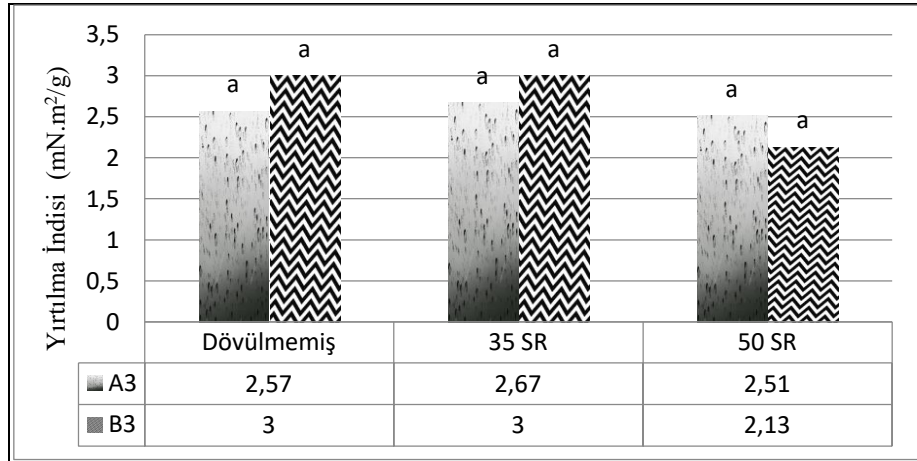 Yırtılma İndisi (mN.m²/g)
3,5
3
2,5
2
1,5
1
0,5
0
a a a a a a
Dövülmemiş 35 SR 50 SR
A3 2,57 2,67 2,51
B3 3 3 2,13